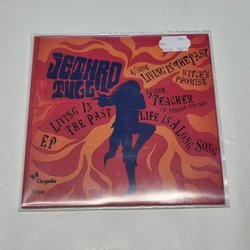 JETHRO
TULL
LIVING IN
THE PAST
EP
A/SIDE
LIVING IN THE PAST
WITCH'S
PROMISE
B/SIDE
TEACHER
LIFE IS A LONG SONG
Chrysalis